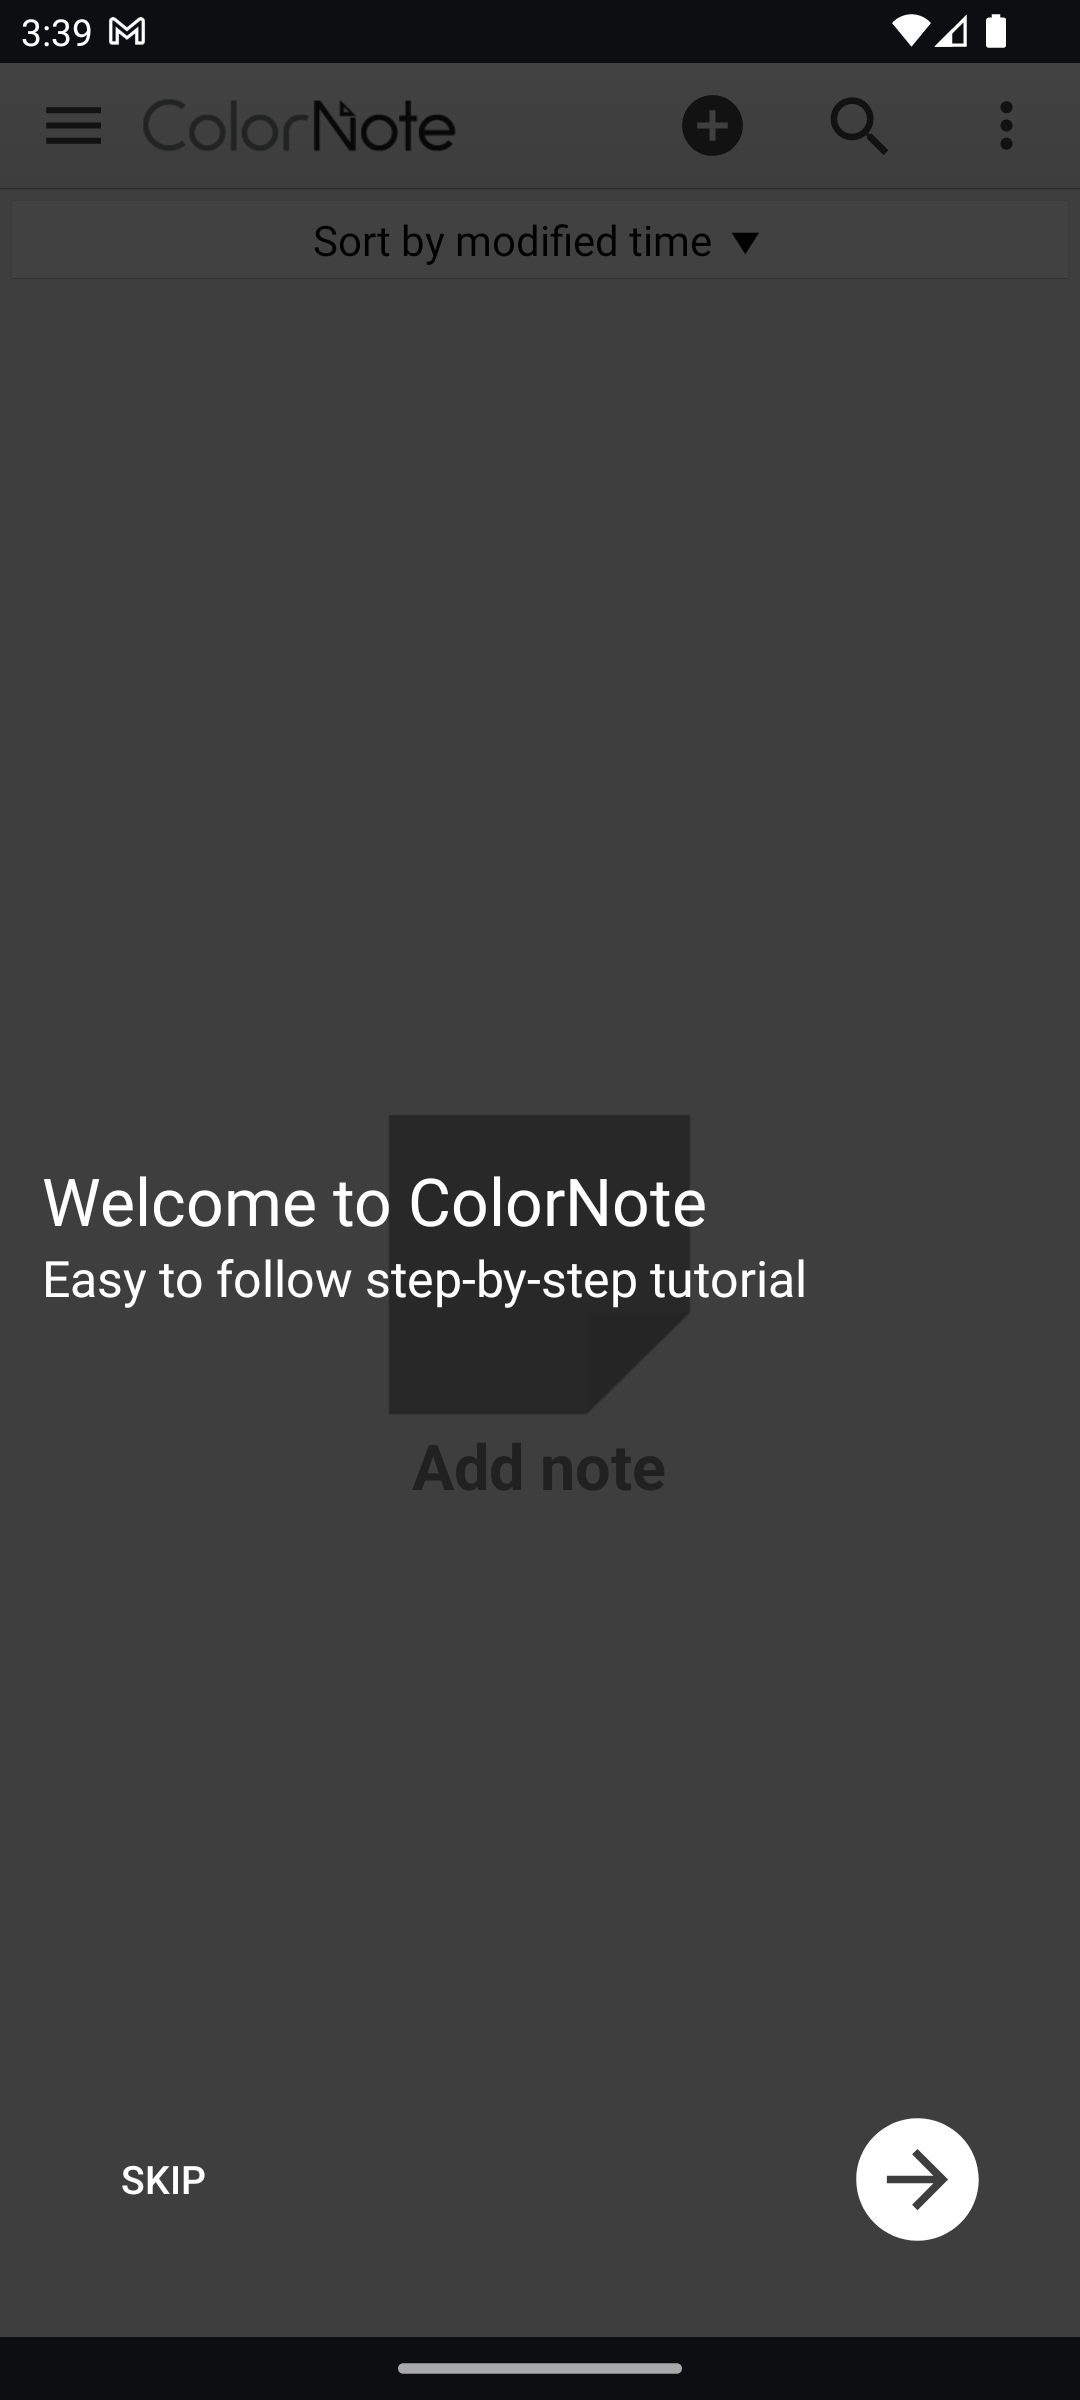 3:39
ColorNote
Sort by modified time
Welcome to ColorNote
Easy to follow step-by-step tutorial
Add note
SKIP